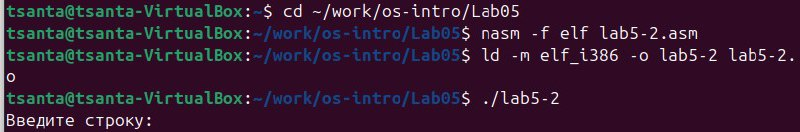 tsanta@tsanta-VirtualBox:~$ cd ~/work/os-intro/Lab05
tsanta@tsanta-VirtualBox:~/work/os-intro/Lab05$ nasm -f elf lab5-2.asm
tsanta@tsanta-VirtualBox:~/work/os-intro/Lab05$ ld -m elf_i386 -o lab5-2 lab5-2.
o
tsanta@tsanta-VirtualBox:~/work/os-intro/Lab05$ ./lab5-2
Введите строку: